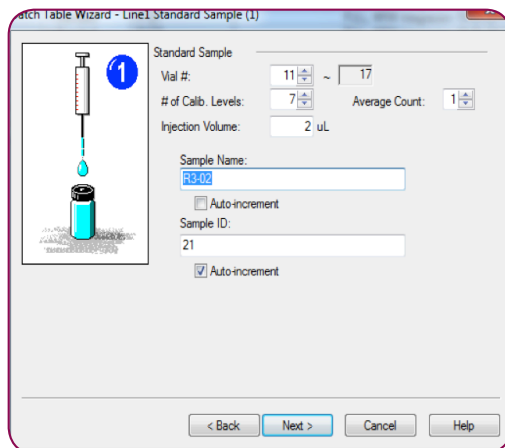 atch Table Wizard - Line1 Standard Sample (1)
1
Standard Sample
Vial #: 11 ~ 17
# of Calib. Levels: 7 Average Count: 1
Injection Volume: 2 uL
Sample Name:
R3-02
Auto-increment
Sample ID:
21
Auto-increment
< Back Next > Cancel Help